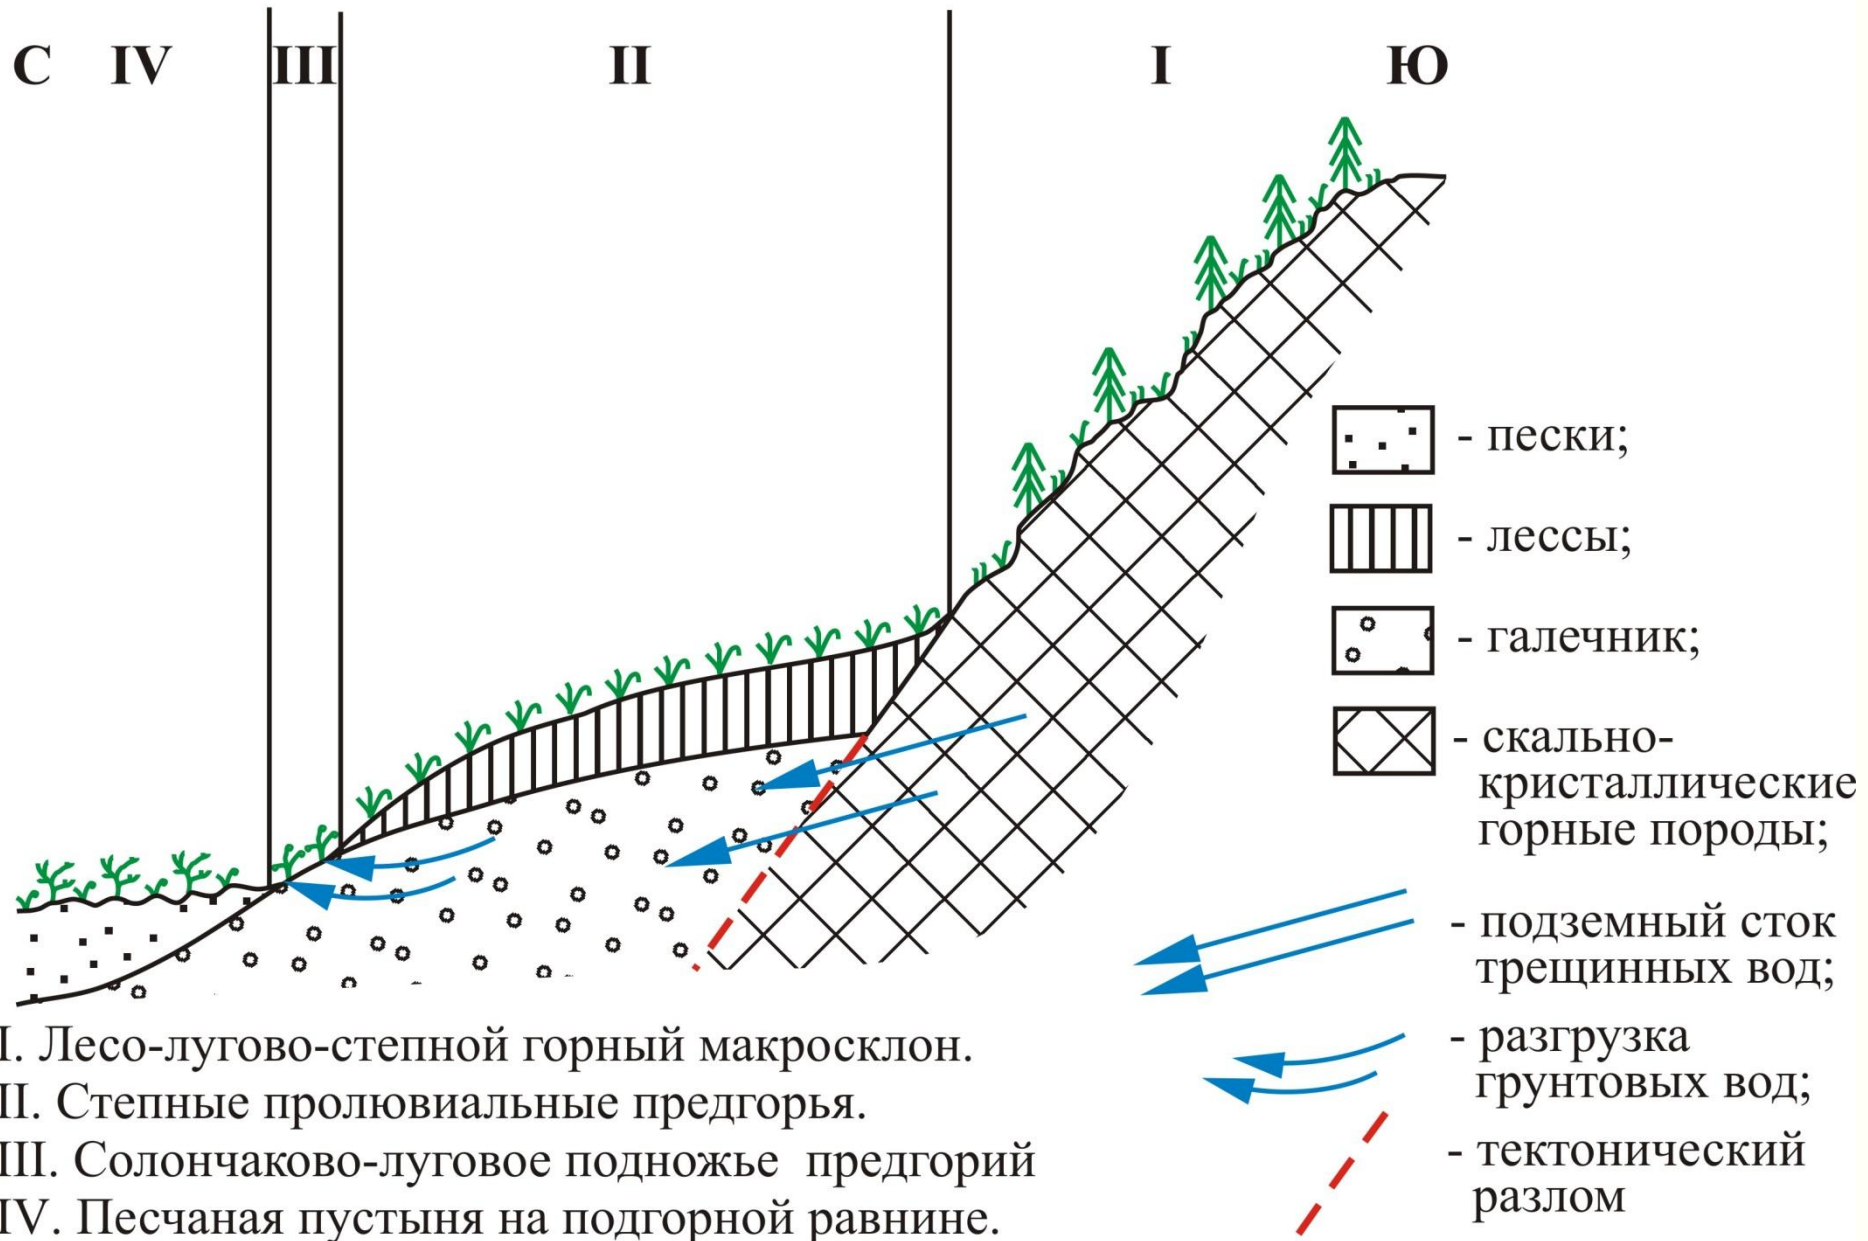 С IV III II I Ю
- пески;
- лессы;
- галечник;
- скально-
кристаллические
горные породы;
- подземный сток
трещинных вод;
- разгрузка
грунтовых вод;
- тектонический
разлом
I. Лесо-лугово-степной горный макросклон.
II. Степные пролювиальные предгорья.
III. Солончаково-луговое подножье предгорий
IV. Песчаная пустыня на подгорной равнине.